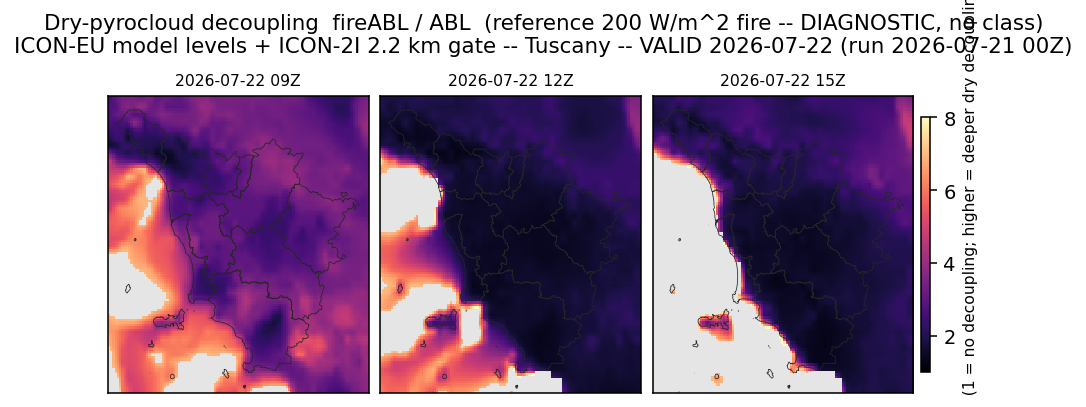 Dry-pyrocloud decoupling  fireABL / ABL  (reference 200 W/m^2 fire -- DIAGNOSTIC, no class)
ICON-EU model levels + ICON-2I 2.2 km gate -- Tuscany -- VALID 2026-07-22 (run 2026-07-21 00Z)
2026-07-22 09Z
2026-07-22 12Z
2026-07-22 15Z
8
6
4
2
(1 = no decoupling; higher = deeper dry decoupling